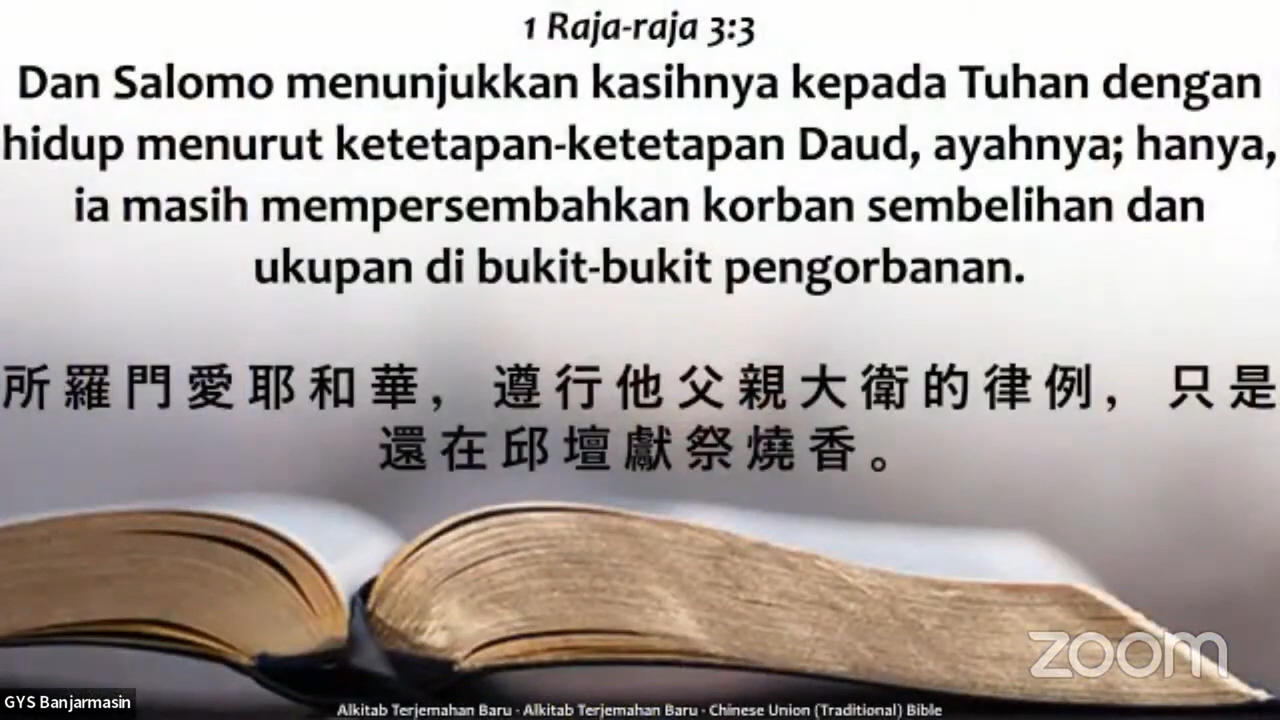 1 Raja-raja 3:3
Dan Salomo menunjukkan kasihnya kepada Tuhan dengan
hidup menurut ketetapan-ketetapan Daud, ayahnya; hanya,
ia masih mempersembahkan korban sembelihan dan
ukupan di bukit-bukit pengorbanan.
所羅門愛耶和華，遵行他父親大衛的律例，只是
還在邱壇獻祭燒香。
zoom
GYS Banjarmasin
Alkitab Terjemahan Baru - Alkitab Terjemahan Baru - Chinese Union (Traditional) Bible